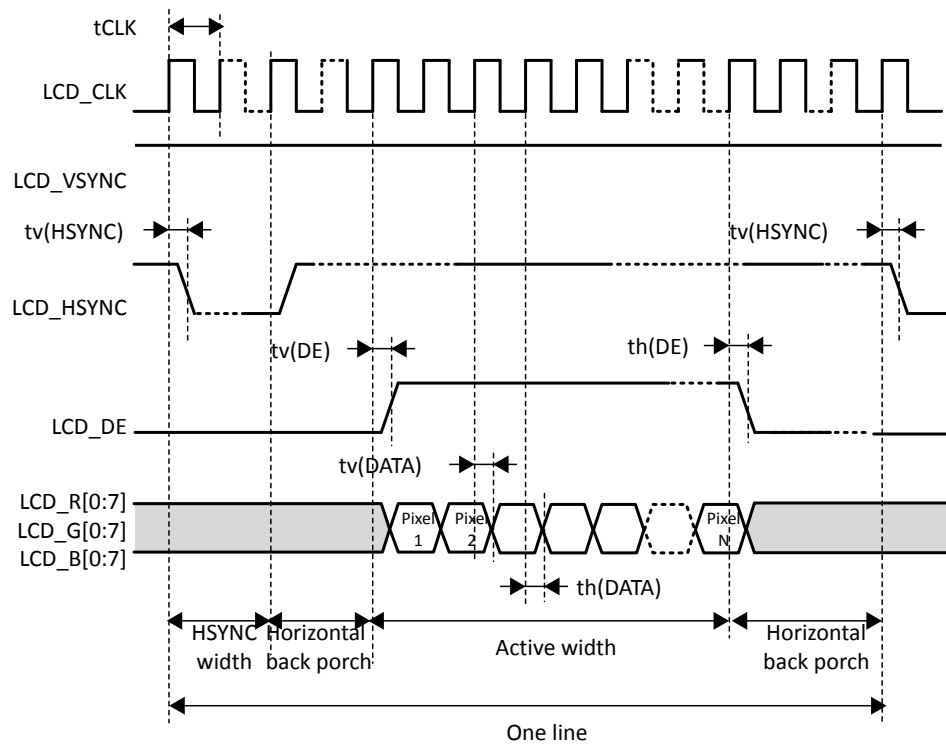 tCLK
LCD_CLK
LCD_VSYNC
tv(HSYNC)
tv(HSYNC)
LCD_HSYNC
tv(DE)
th(DE)
LCD_DE
tv(DATA)
LCD_R[0:7]
LCD_G[0:7]
LCD_B[0:7]
Pixel
1
Pixel
2
Pixel
N
th(DATA)
HSYNC
width
Horizontal
back porch
Active width
Horizontal
back porch
One line